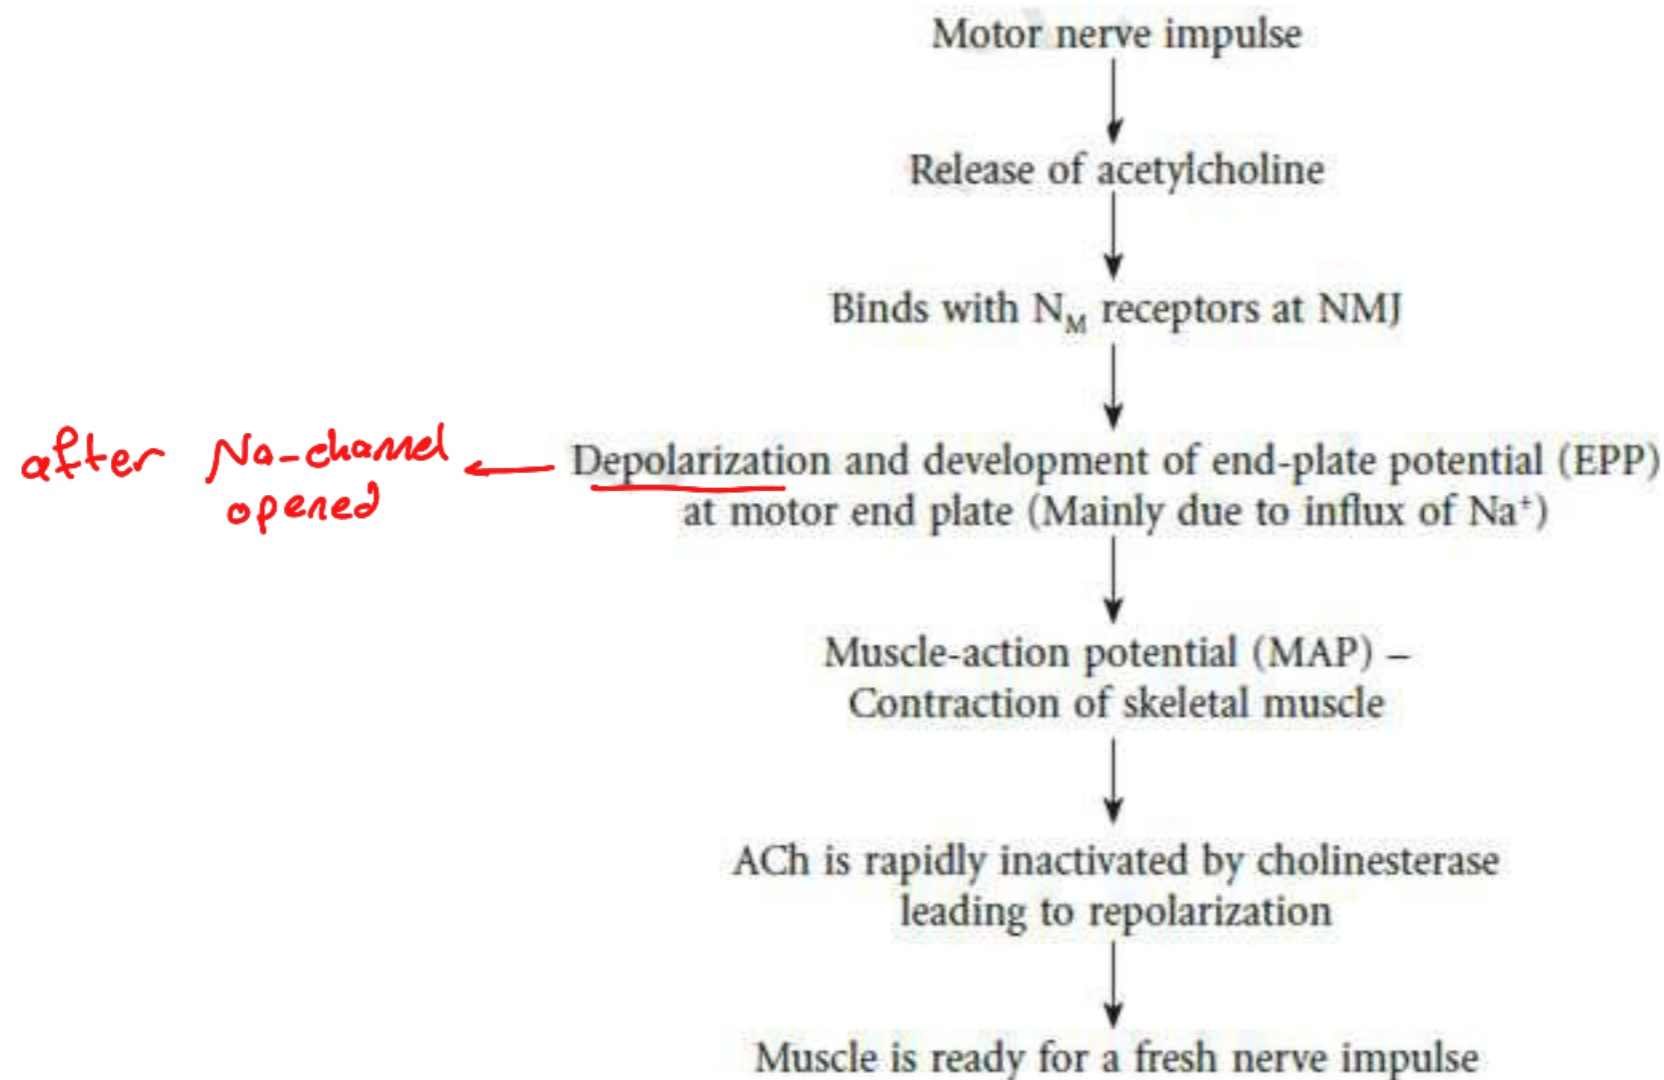 Motor nerve impulse
Release of acetylcholine
Binds with N_M receptors at NMJ
after Na-channel
opened
Depolarization and development of end-plate potential (EPP)
at motor end plate (Mainly due to influx of Na⁺)
Muscle-action potential (MAP) –
Contraction of skeletal muscle
ACh is rapidly inactivated by cholinesterase
leading to repolarization
Muscle is ready for a fresh nerve impulse